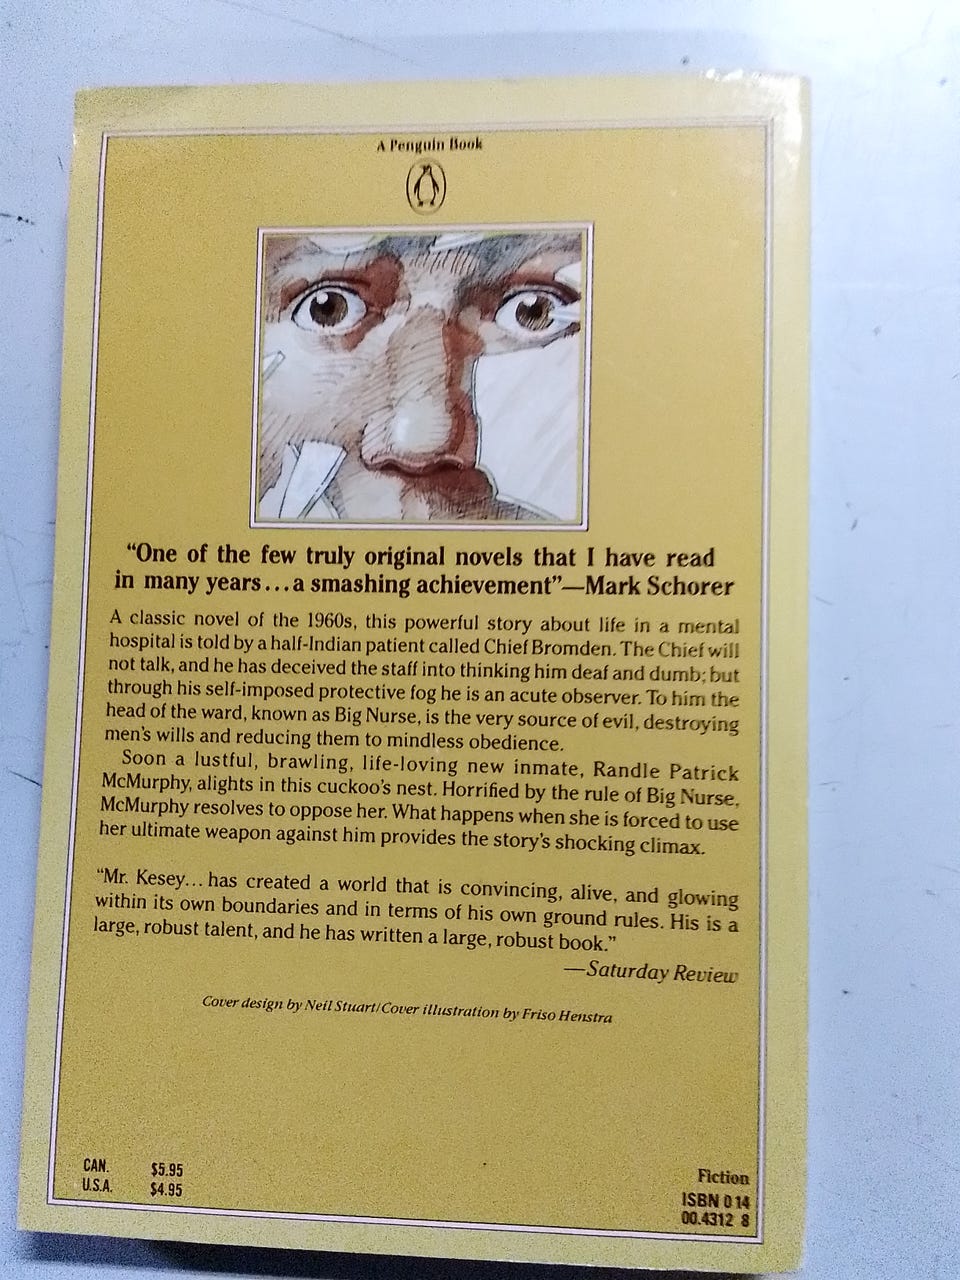 A Penguin Book
“One of the few truly original novels that I have read
in many years...a smashing achievement”—Mark Schorer
A classic novel of the 1960s, this powerful story about life in a mental
hospital is told by a half-Indian patient called Chief Bromden. The Chief will
not talk, and he has deceived the staff into thinking him deaf and dumb; but
through his self-imposed protective fog he is an acute observer. To him the
head of the ward, known as Big Nurse, is the very source of evil, destroying
men's wills and reducing them to mindless obedience.
Soon a lustful, brawling, life-loving new inmate, Randle Patrick
McMurphy, alights in this cuckoo's nest. Horrified by the rule of Big Nurse,
McMurphy resolves to oppose her. What happens when she is forced to use
her ultimate weapon against him provides the story's shocking climax.
“Mr. Kesey... has created a world that is convincing, alive, and glowing
within its own boundaries and in terms of his own ground rules. His is a
large, robust talent, and he has written a large, robust book.”
—Saturday Review
Cover design by Neil Stuart/Cover illustration by Friso Henstra
CAN. $5.95
U.S.A. $4.95
Fiction
ISBN 0 14
00.4312 8